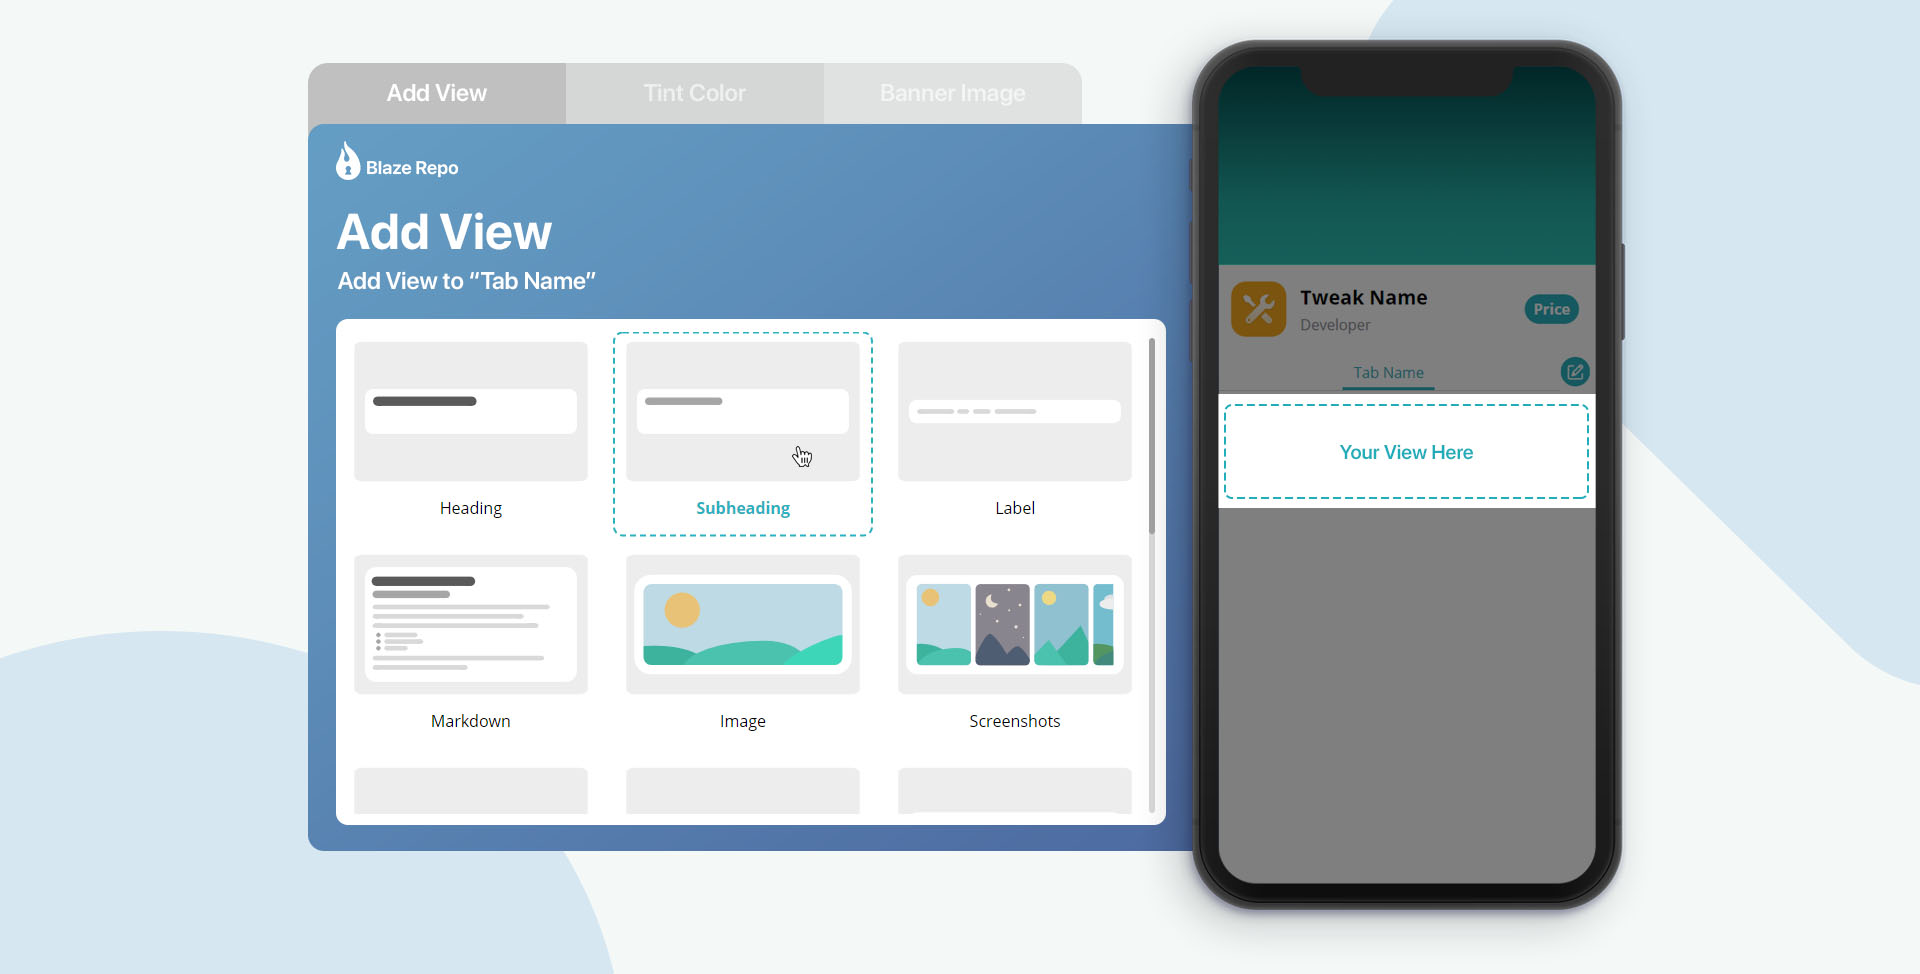 Add View
Tint Color
Banner Image
Blaze Repo
Add View
Add View to “Tab Name”
Heading
Subheading
Label
Markdown
Image
Screenshots
Tweak Name
Developer
Price
Tab Name
Your View Here